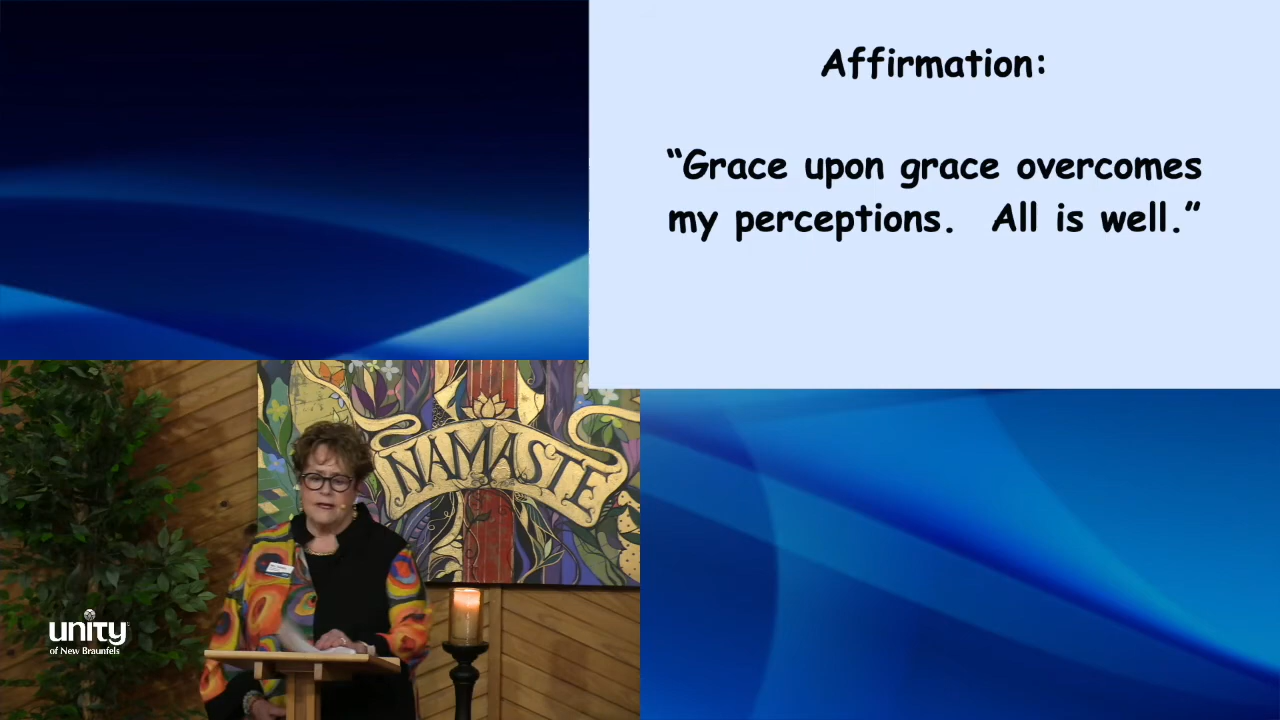 Affirmation:
“Grace upon grace overcomes
my perceptions.  All is well.”
NAMASTE
unity
of New Braunfels